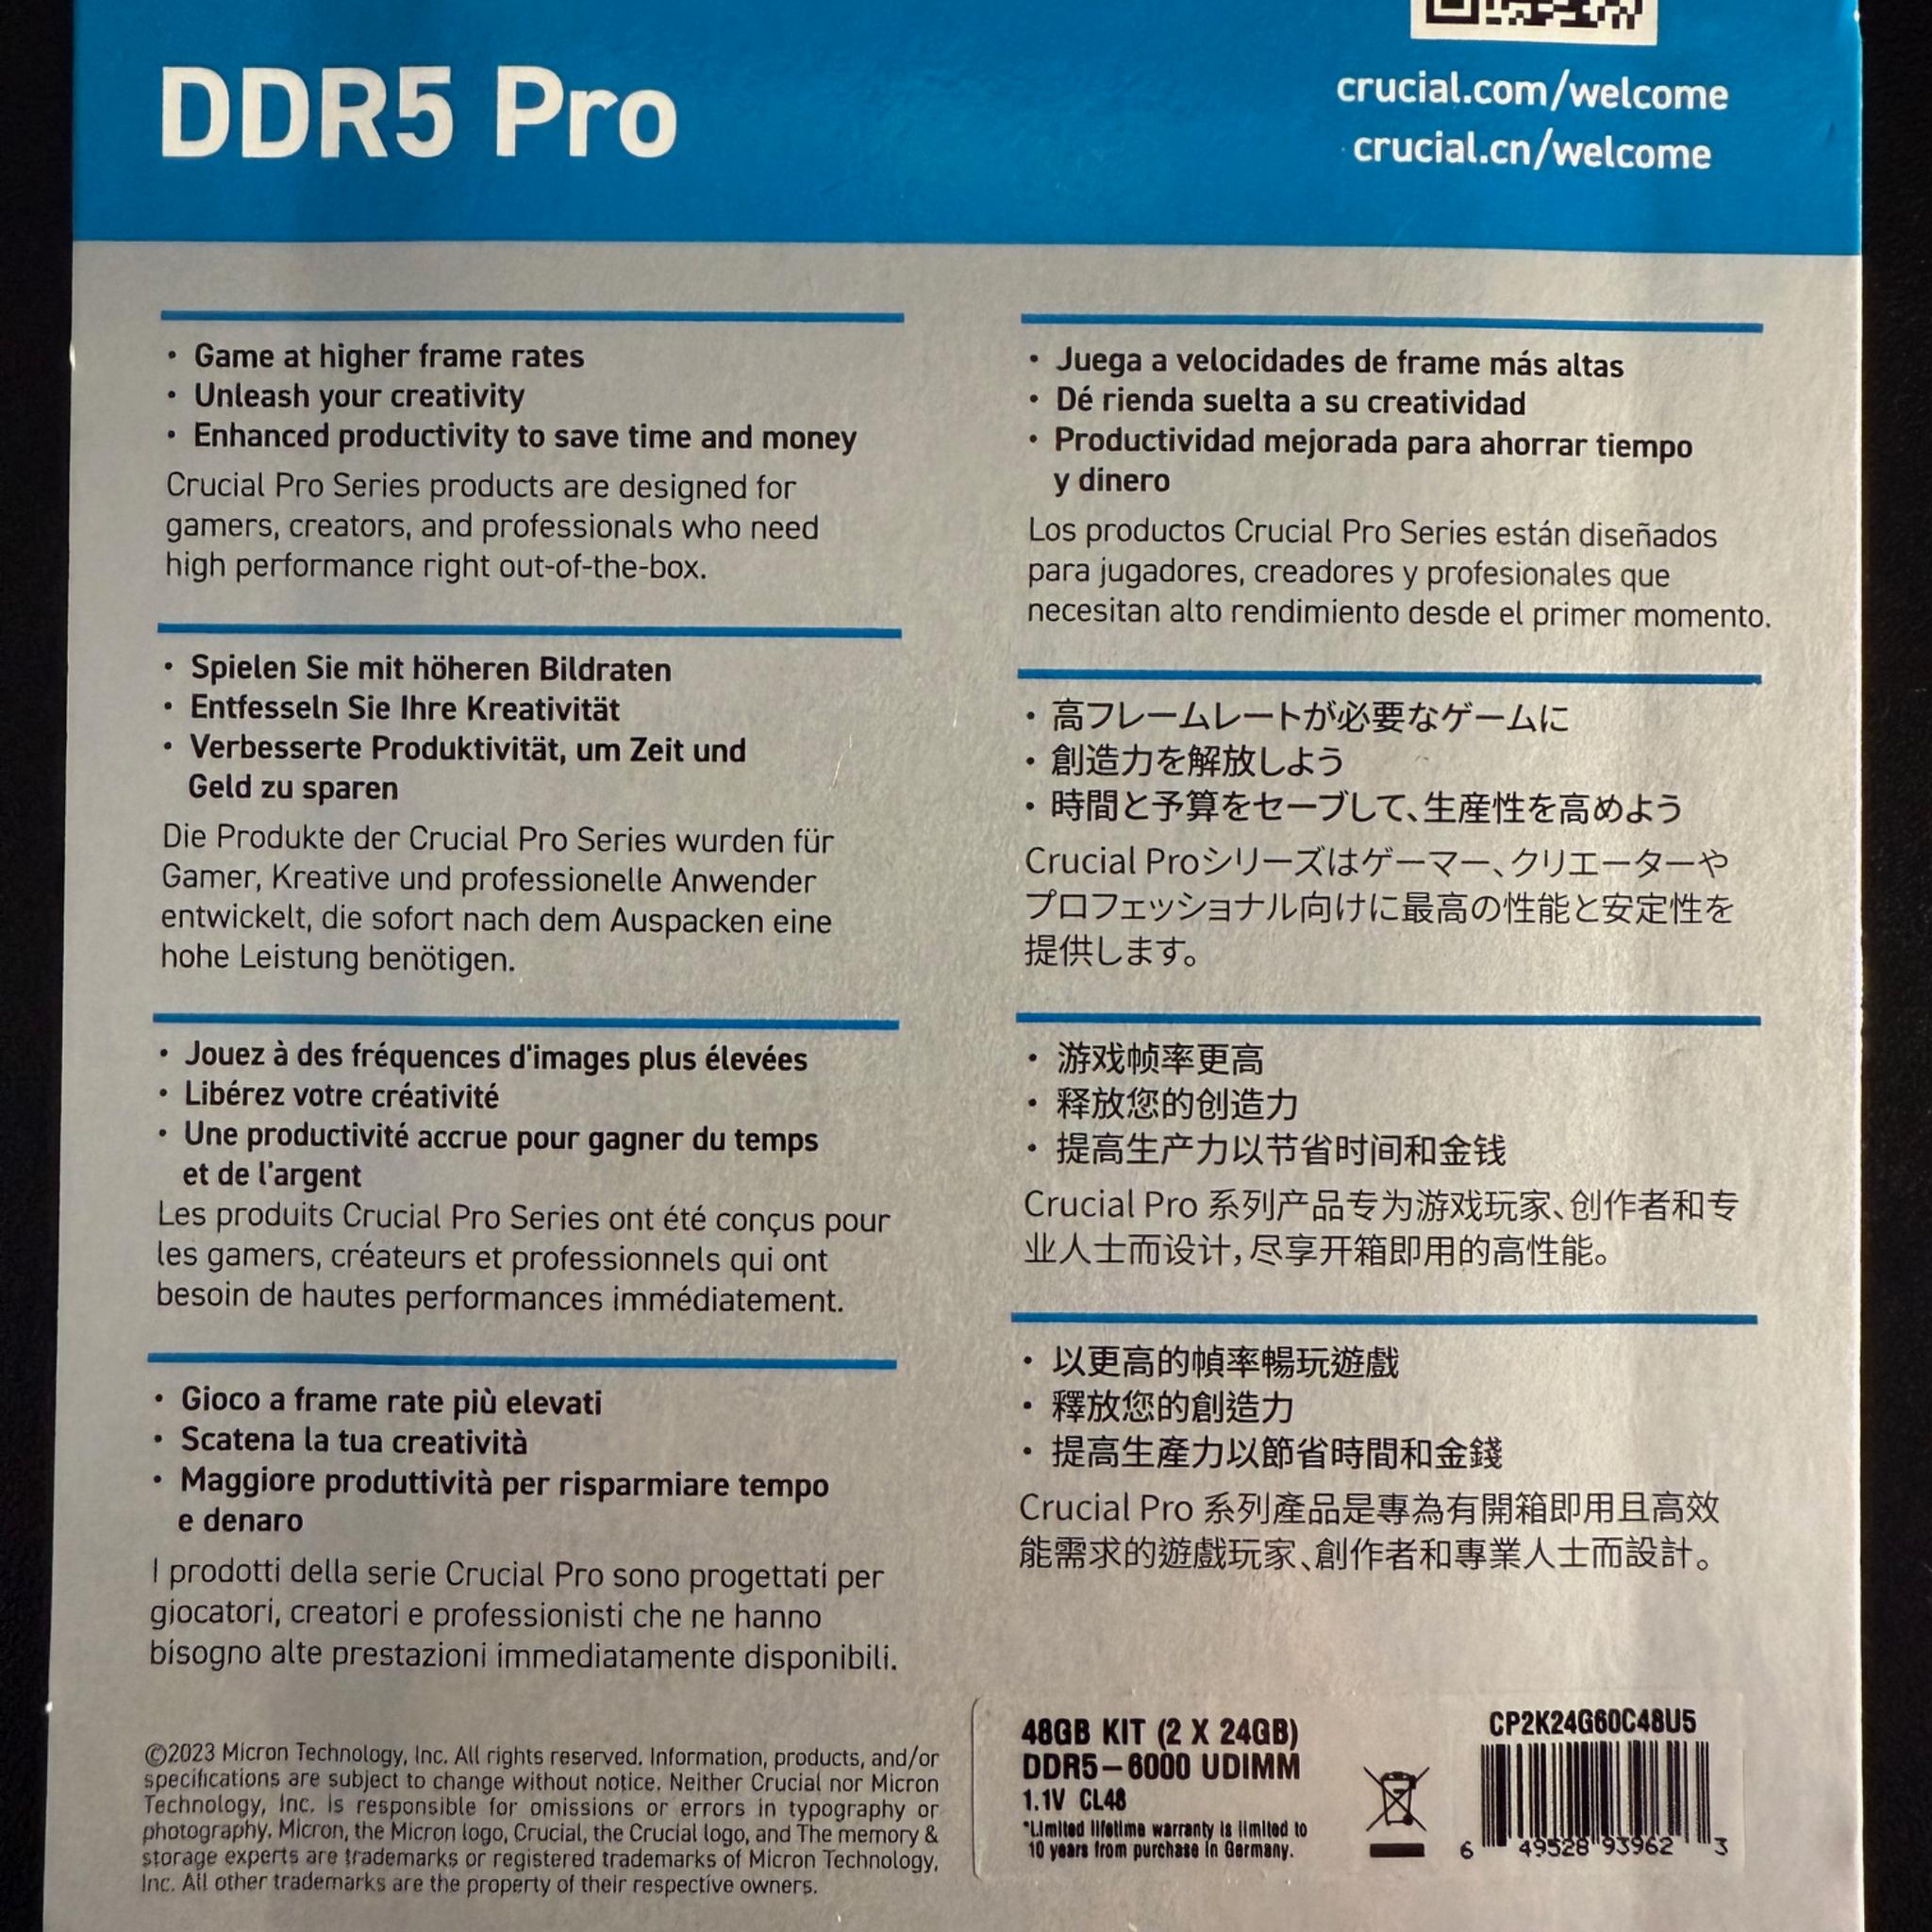 DDR5 Pro
crucial.com/welcome
crucial.cn/welcome
• Game at higher frame rates
• Unleash your creativity
• Enhanced productivity to save time and money
Crucial Pro Series products are designed for
gamers, creators, and professionals who need
high performance right out-of-the-box.
• Spielen Sie mit höheren Bildraten
• Entfesseln Sie Ihre Kreativität
• Verbesserte Produktivität, um Zeit und
Geld zu sparen
Die Produkte der Crucial Pro Series wurden für
Gamer, Kreative und professionelle Anwender
entwickelt, die sofort nach dem Auspacken eine
hohe Leistung benötigen.
• Jouez à des fréquences d'images plus élevées
• Libérez votre créativité
• Une productivité accrue pour gagner du temps
et de l'argent
Les produits Crucial Pro Series ont été conçus pour
les gamers, créateurs et professionnels qui ont
besoin de hautes performances immédiatement.
• Gioco a frame rate più elevati
• Scatena la tua creatività
• Maggiore produttività per risparmiare tempo
e denaro
I prodotti della serie Crucial Pro sono progettati per
giocatori, creatori e professionisti che ne hanno
bisogno alte prestazioni immediatamente disponibili.
©2023 Micron Technology, Inc. All rights reserved. Information, products, and/or
specifications are subject to change without notice. Neither Crucial nor Micron
Technology, Inc. is responsible for omissions or errors in typography or
photography. Micron, the Micron logo, Crucial, the Crucial logo, and The memory &
storage experts are trademarks or registered trademarks of Micron Technology,
Inc. All other trademarks are the property of their respective owners.
• Juega a velocidades de frame más altas
• Dé rienda suelta a su creatividad
• Productividad mejorada para ahorrar tiempo
y dinero
Los productos Crucial Pro Series están diseñados
para jugadores, creadores y profesionales que
necesitan alto rendimiento desde el primer momento.
• 高フレームレートが必要なゲームに
• 創造力を解放しよう
• 時間と予算をセーブして、生産性を高めよう
Crucial Proシリーズはゲーマー、クリエーターや
プロフェッショナル向けに最高の性能と安定性を
提供します。
• 游戏帧率更高
• 释放您的创造力
• 提高生产力以节省时间和金钱
Crucial Pro 系列产品专为游戏玩家、创作者和专
业人士而设计，尽享开箱即用的高性能。
• 以更高的幀率暢玩遊戲
• 釋放您的創造力
• 提高生產力以節省時間和金錢
Crucial Pro 系列產品是專為有開箱即用且高效
能需求的遊戲玩家、創作者和專業人士而設計。
48GB KIT (2 X 24GB)
DDR5-6000 UDIMM
1.1V CL48
*Limited lifetime warranty is limited to
10 years from purchase in Germany.
CP2K24G60C48U5
6 49528 93962 3